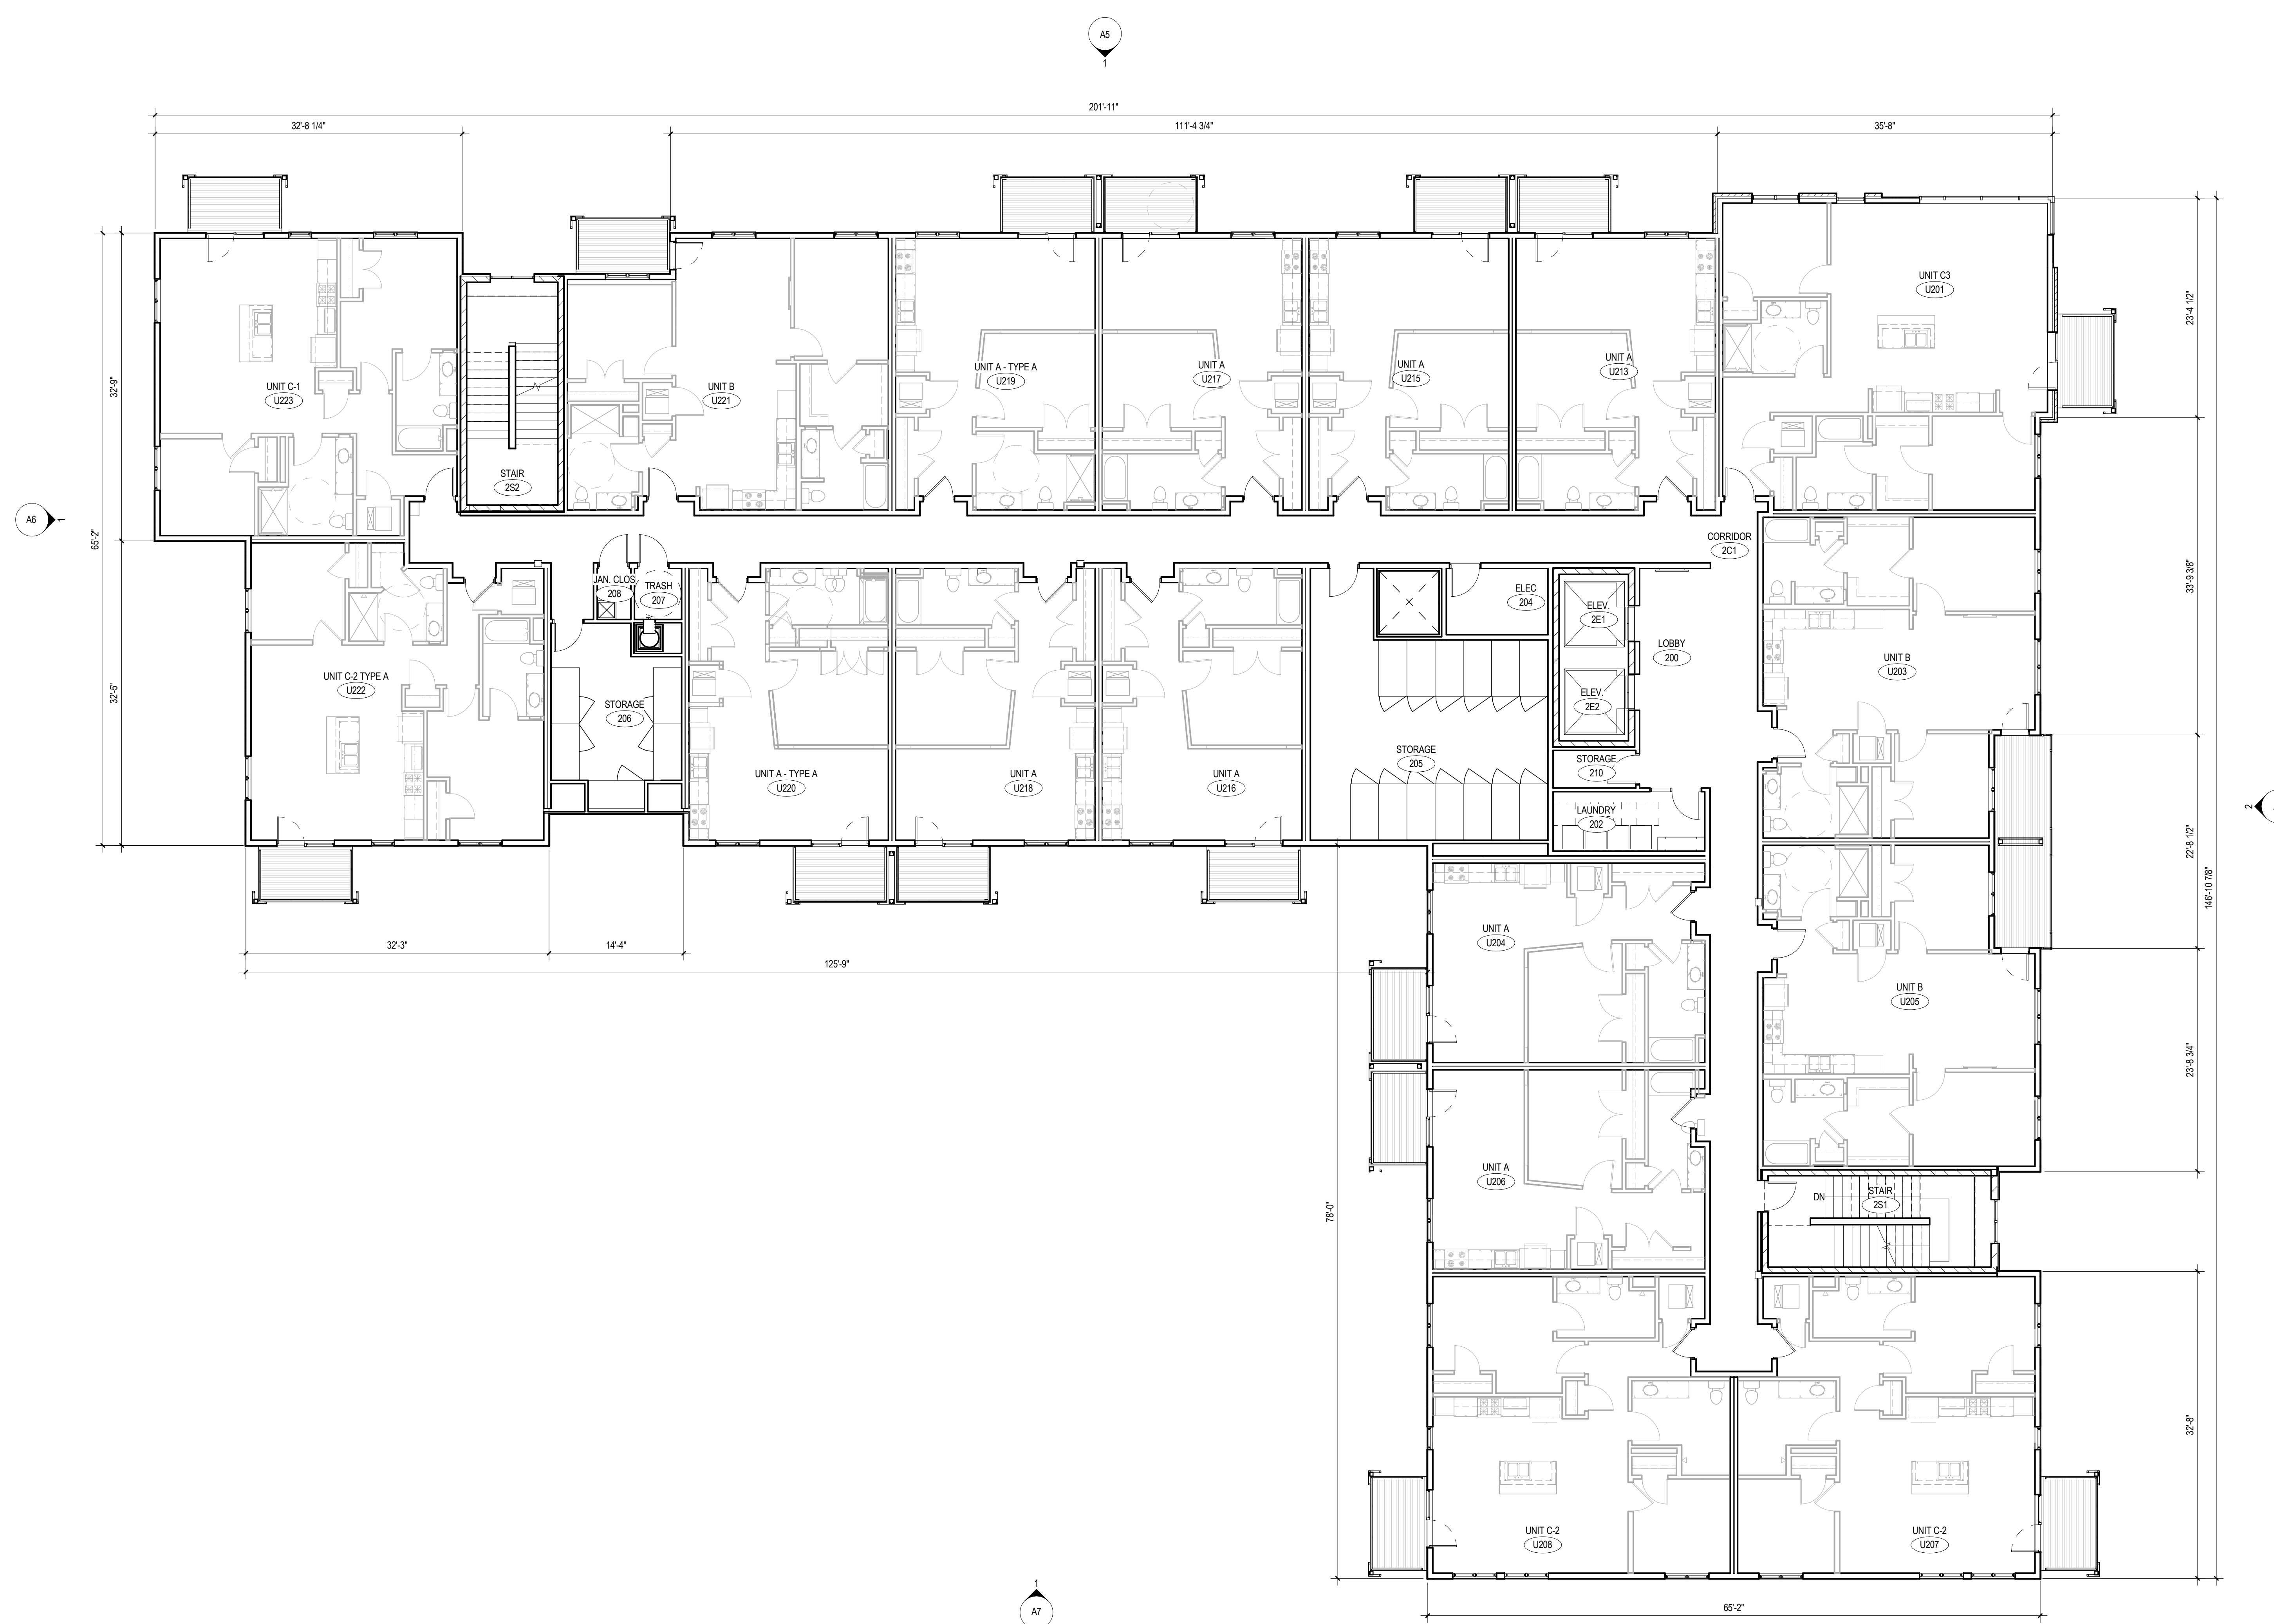 A5
1
201'-11"
32'-8 1/4"
111'-4 3/4"
35'-8"
UNIT C3
U201
23'-4 1/2"
32'-9"
65'-2"
UNIT C-1
U223
UNIT B
U221
UNIT A - TYPE A
U219
UNIT A
U217
UNIT A
U215
UNIT A
U213
STAIR
2S2
A6
1
CORRIDOR
2C1
JAN. CLOS
208
TRASH
207
ELEC
204
ELEV.
2E1
33'-9 3/8"
LOBBY
200
UNIT B
U203
32'-5"
UNIT C-2 TYPE A
U222
STORAGE
206
ELEV.
2E2
STORAGE
205
STORAGE
210
UNIT A - TYPE A
U220
UNIT A
U218
UNIT A
U216
LAUNDRY
202
2
22'-8 1/2"
146'-10 7/8"
32'-3"
14'-4"
125'-9"
UNIT A
U204
UNIT B
U205
23'-8 3/4"
UNIT A
U206
78'-0"
DN
STAIR
2S1
32'-8"
UNIT C-2
U208
UNIT C-2
U207
1
A7
65'-2"